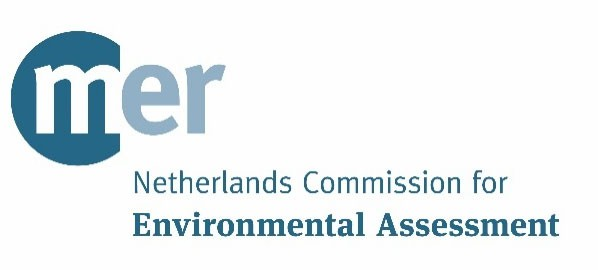 mer
Netherlands Commission for
Environmental Assessment